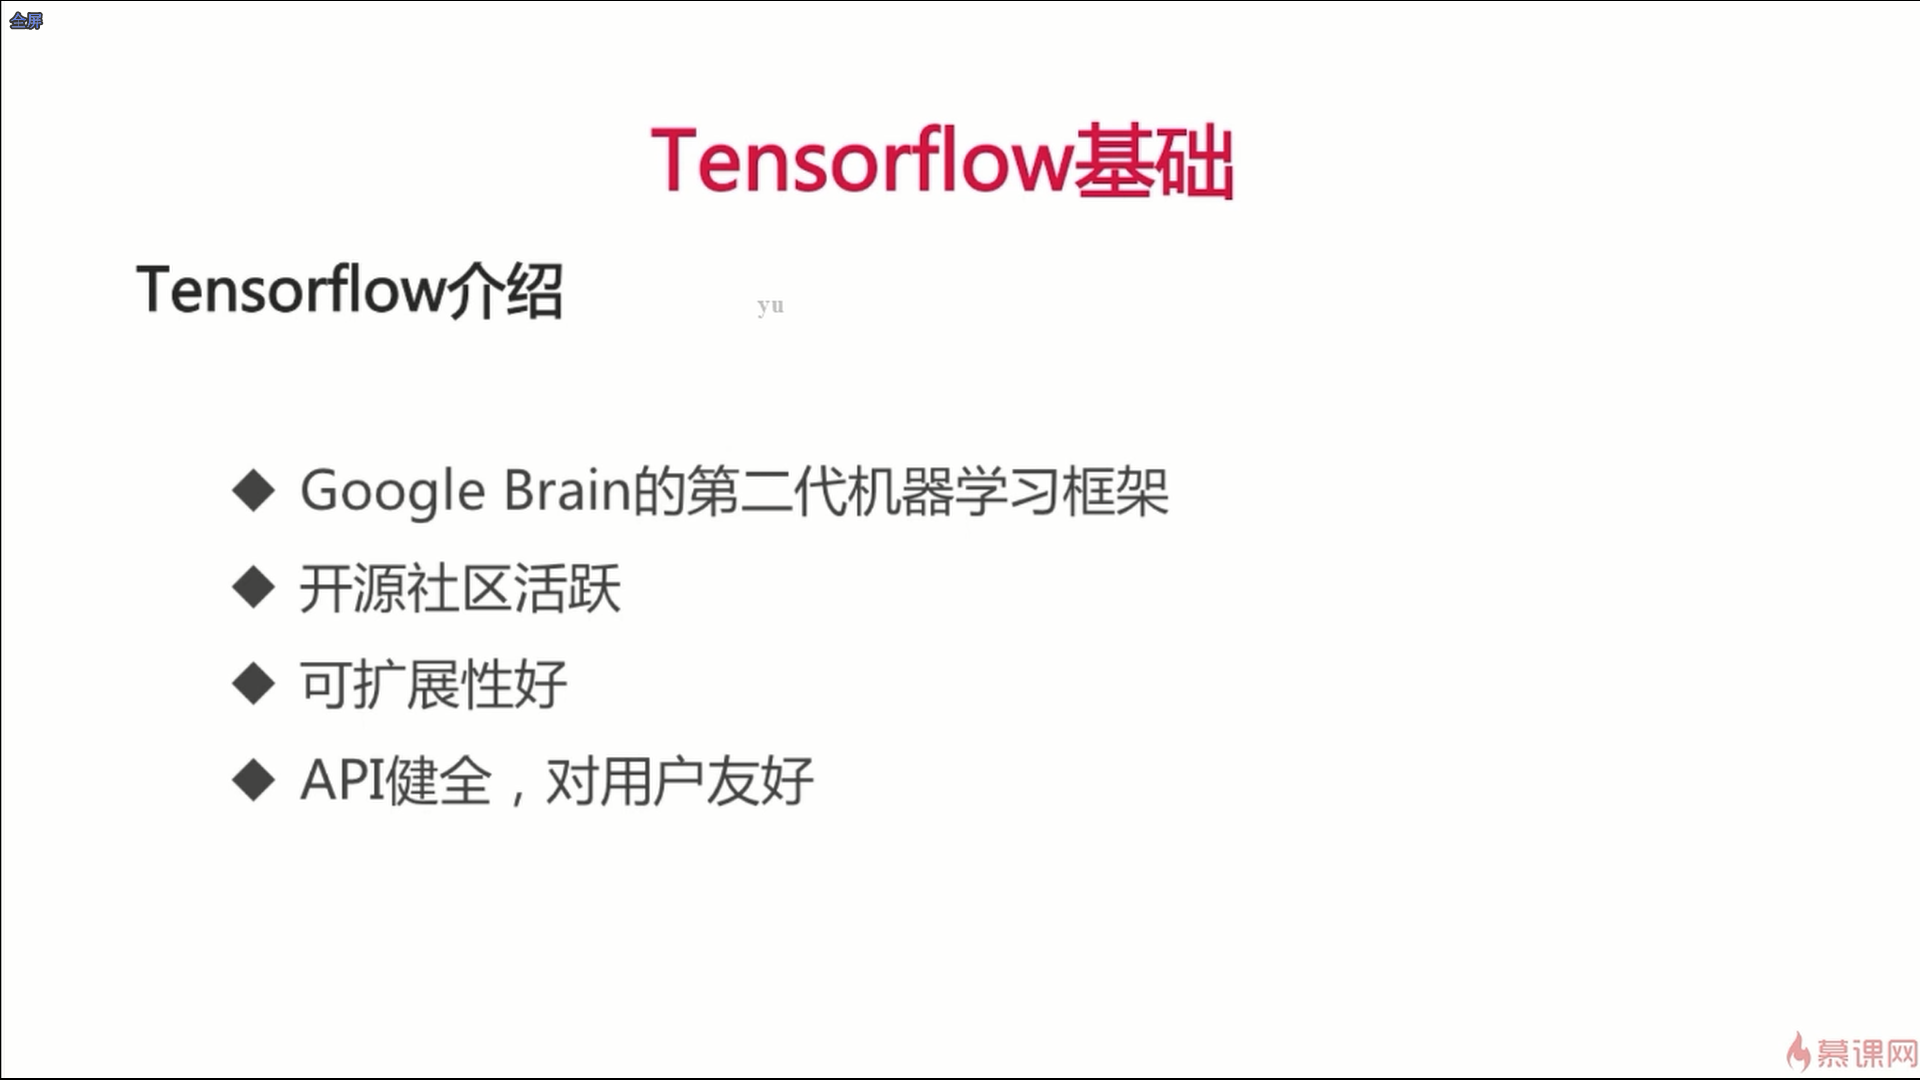 全屏
Tensorflow基础
Tensorflow介绍
yu
◆ Google Brain的第二代机器学习框架
◆ 开源社区活跃
◆ 可扩展性好
◆ API健全，对用户友好
慕课网